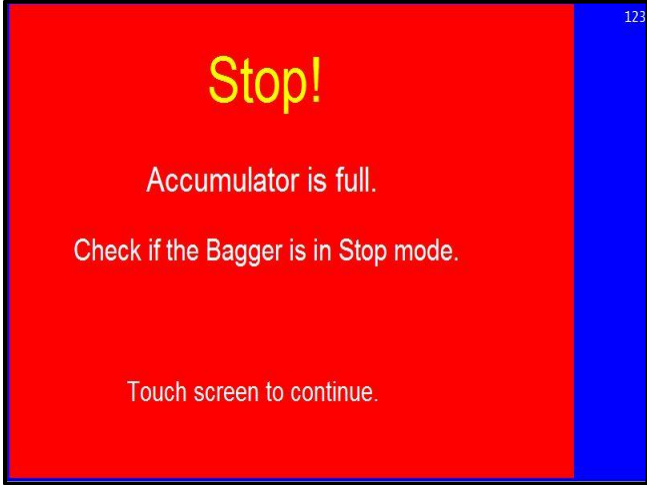 123
Stop!
Accumulator is full.
Check if the Bagger is in Stop mode.
Touch screen to continue.